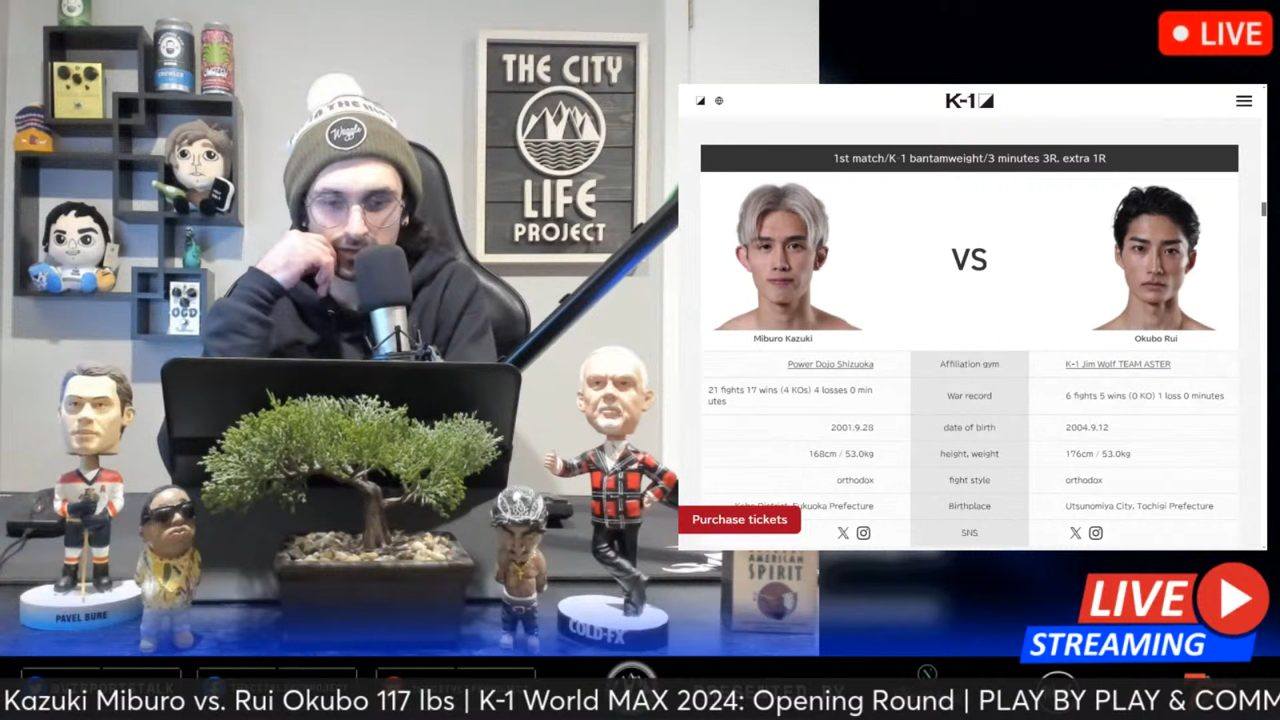 LIVE
THE CITY
LIFE
PROJECT
Waggle
OCD
K-1
1st match/K-1 bantamweight/3 minutes 3R. extra 1R
VS
Miburo Kazuki
Okubo Rui
Power Dojo Shizuoka
Affiliation gym
K-1 Jim Wolf TEAM ASTER
21 fights 17 wins (4 KOs) 4 losses 0 min
utes
War record
6 fights 5 wins (0 KO) 1 loss 0 minutes
2001.9.28
date of birth
2004.9.12
168cm / 53.0kg
height, weight
176cm / 53.0kg
orthodox
fight style
orthodox
Fukuoka Prefecture
Birthplace
Utsunomiya City, Tochigi Prefecture
Purchase tickets
SNS
AMERICAN
SPIRIT
PAVEL BURE
COLD-FX
LIVE
STREAMING
Kazuki Miburo vs. Rui Okubo 117 lbs | K-1 World MAX 2024: Opening Round | PLAY BY PLAY & COMM